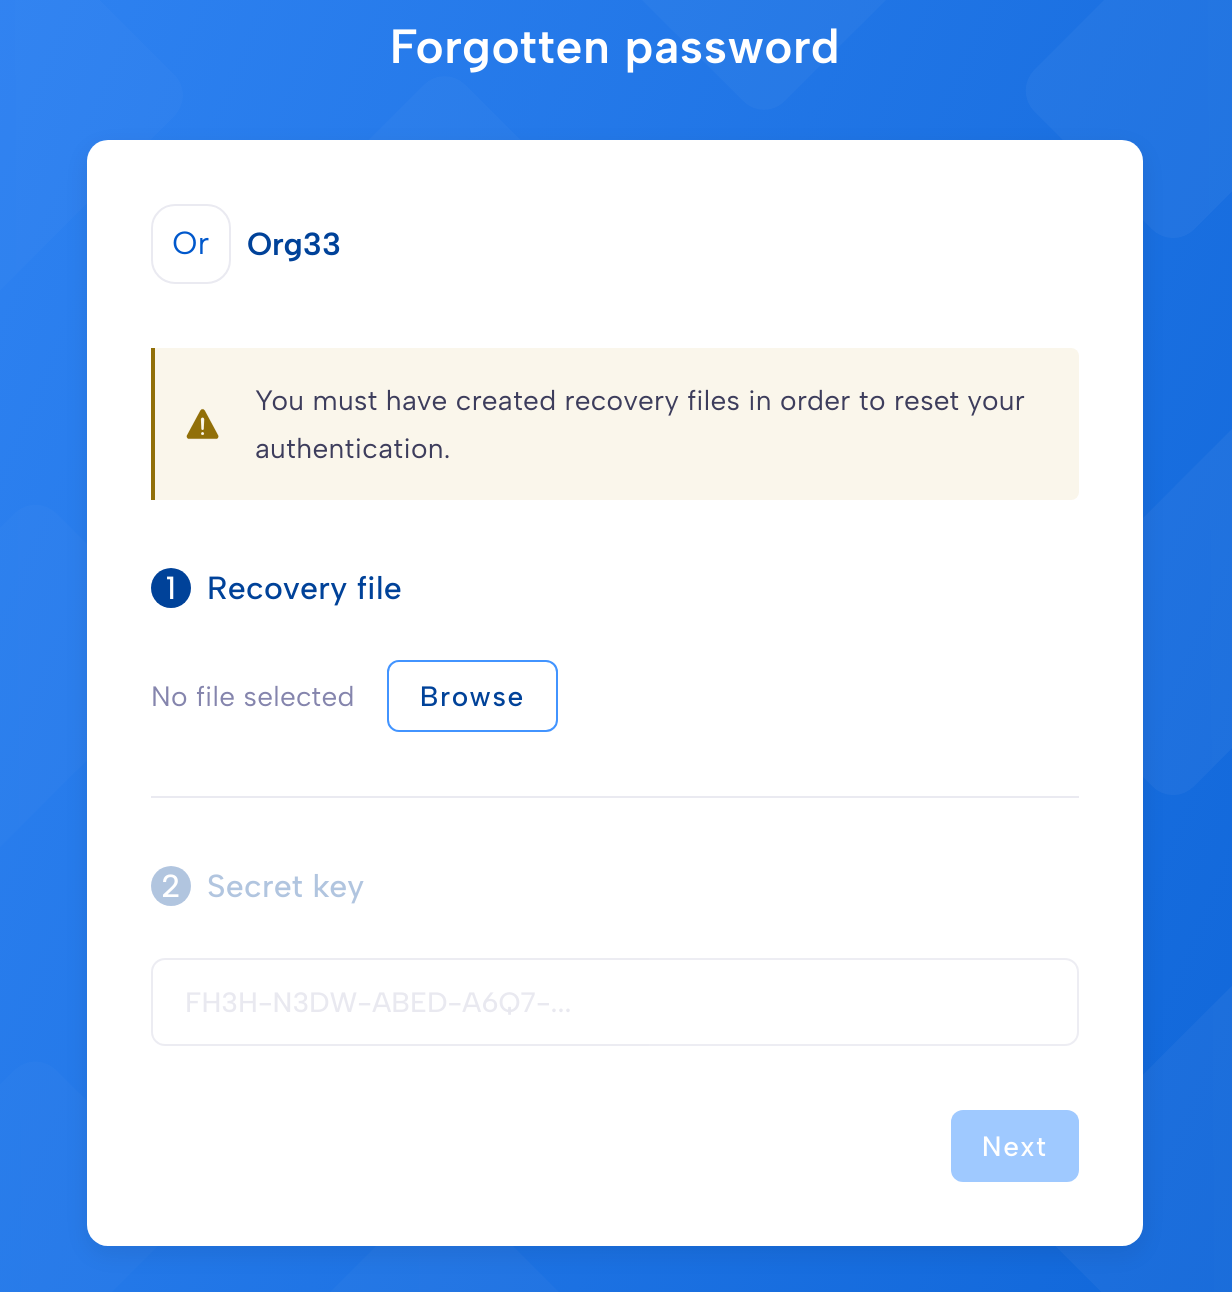 Forgotten password
Or
Org33
You must have created recovery files in order to reset your
authentication.
1 Recovery file
No file selected
Browse
2 Secret key
FH3H-N3DW-ABED-A6Q7-...
Next